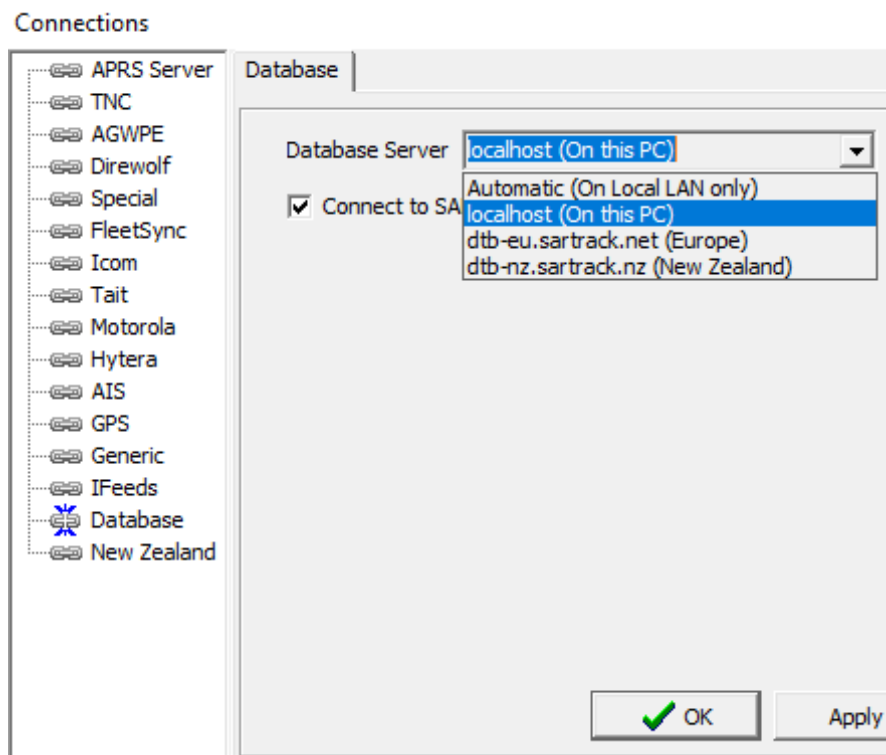 Connections
APRS Server
TNC
AGWPE
Direwolf
Special
FleetSync
Icom
Tait
Motorola
Hytera
AIS
GPS
Generic
IFeeds
Database
New Zealand
Database
Database Server localhost (On this PC)
Automatic (On Local LAN only)
localhost (On this PC)
dtb-eu.sartrack.net (Europe)
dtb-nz.sartrack.nz (New Zealand)
Connect to SA
OK
Apply